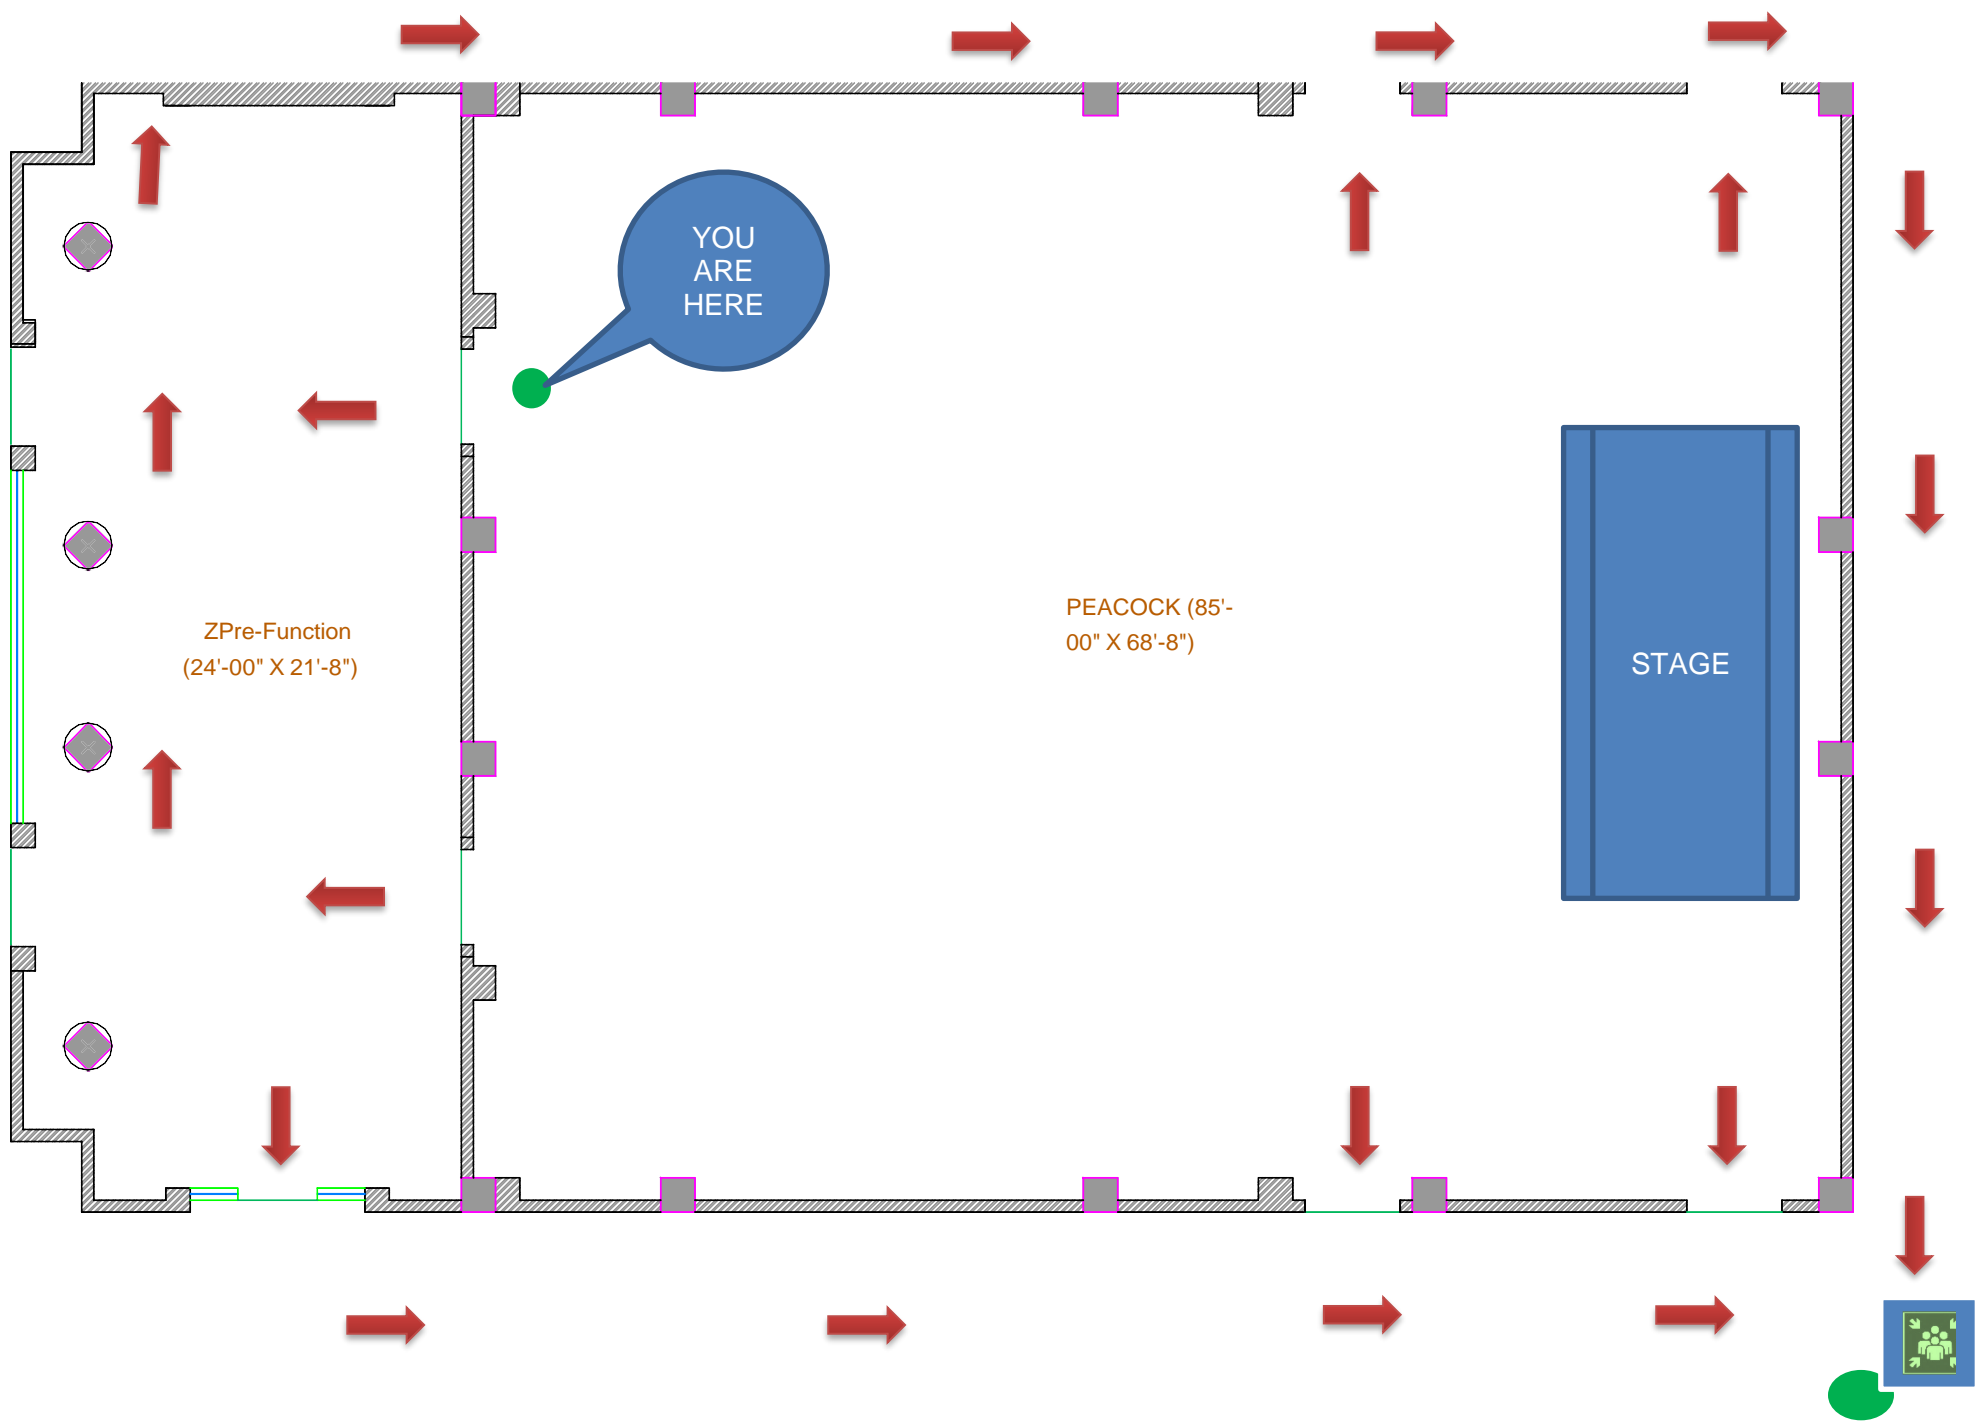 YOU
ARE
HERE
PEACOCK (85'-
00" X 68'-8")
ZPre-Function
(24'-00" X 21'-8")
STAGE